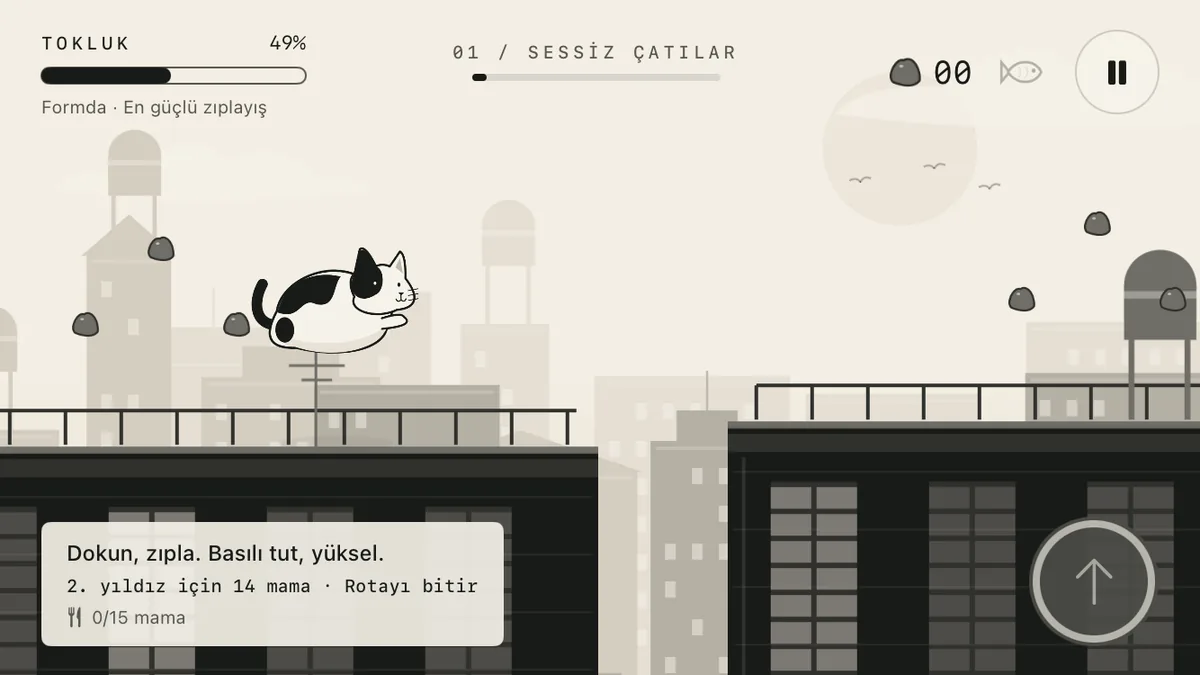 TOKLUK 49%
Formda · En güçlü zıplayış
01 / SESSİZ ÇATILAR
00
Dokun, zıpla. Basılı tut, yüksel.
2. yıldız için 14 mama · Rotayı bitir
0/15 mama